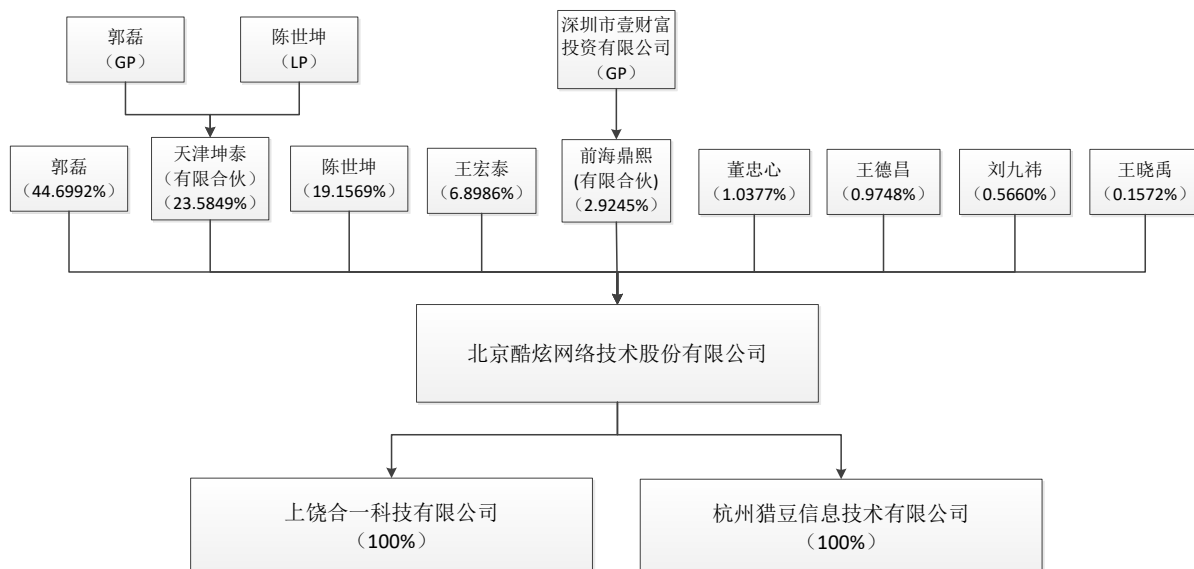 郭磊
（GP）
陈世坤
（LP）
深圳市壹财富
投资有限公司
（GP）
郭磊
（44.6992%）
天津坤泰
（有限合伙）
（23.5849%）
陈世坤
（19.1569%）
王宏泰
（6.8986%）
前海鼎熙
(有限合伙)
（2.9245%）
董忠心
（1.0377%）
王德昌
（0.9748%）
刘九祎
（0.5660%）
王晓禹
（0.1572%）
北京酷炫网络技术股份有限公司
上饶合一科技有限公司
（100%）
杭州猎豆信息技术有限公司
（100%）